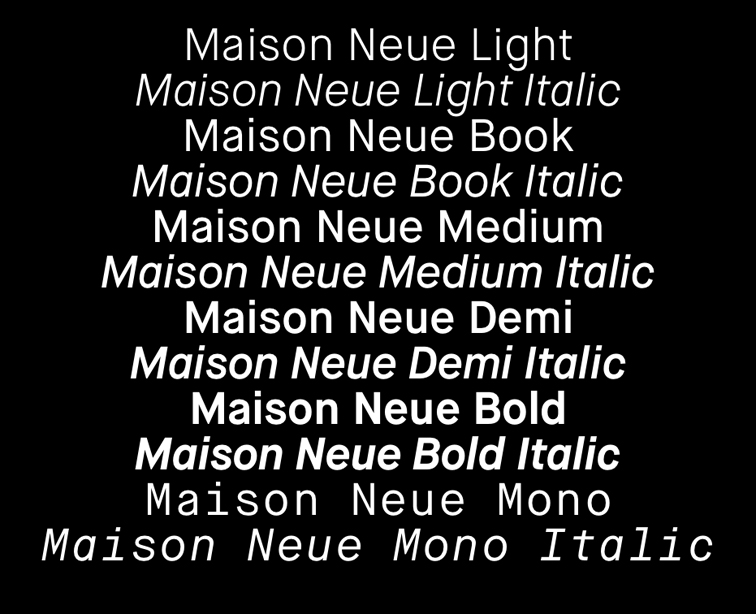 Maison Neue Light
Maison Neue Light Italic
Maison Neue Book
Maison Neue Book Italic
Maison Neue Medium
Maison Neue Medium Italic
Maison Neue Demi
Maison Neue Demi Italic
Maison Neue Bold
Maison Neue Bold Italic
Maison Neue Mono
Maison Neue Mono Italic